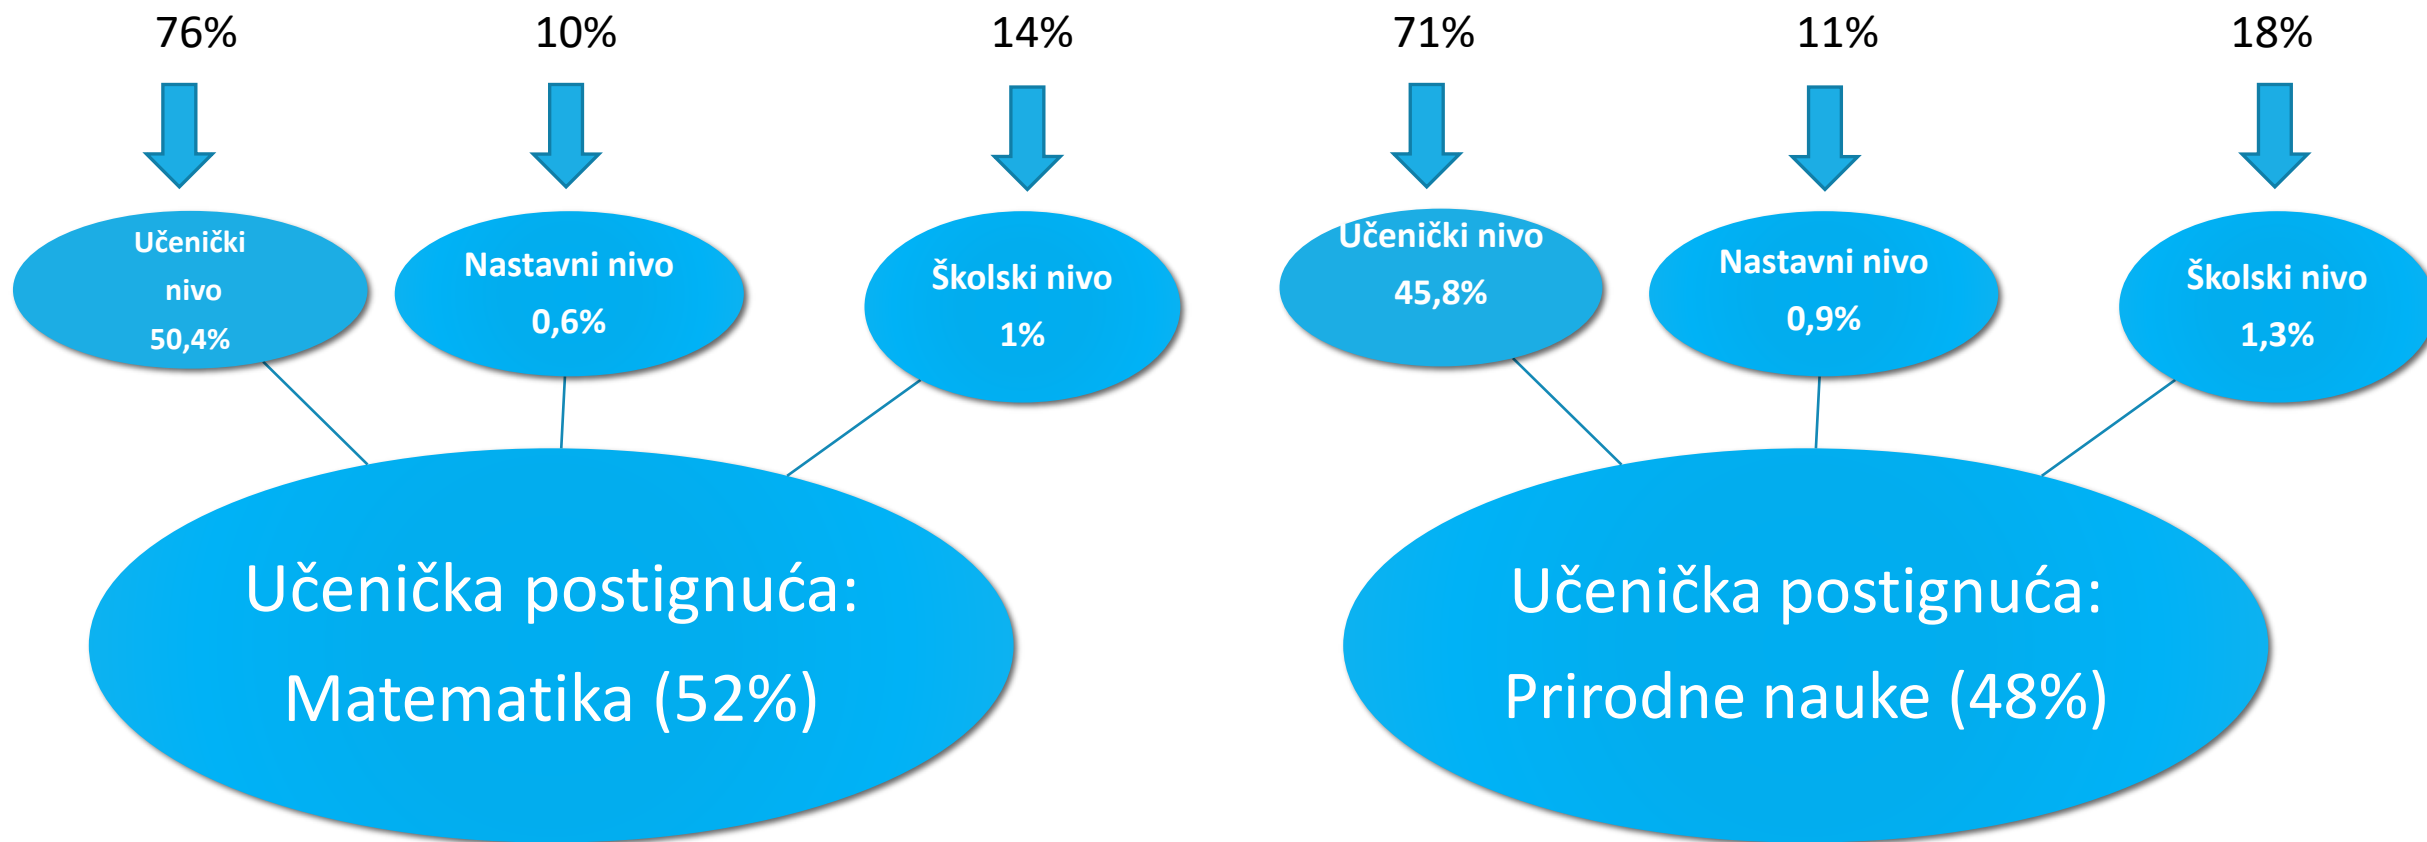 76%
10%
14%
71%
11%
18%
Učenički
nivo
50,4%
Nastavni nivo
0,6%
Školski nivo
1%
Učenički nivo
45,8%
Nastavni nivo
0,9%
Školski nivo
1,3%
Učenička postignuća:
Matematika (52%)
Učenička postignuća:
Prirodne nauke (48%)